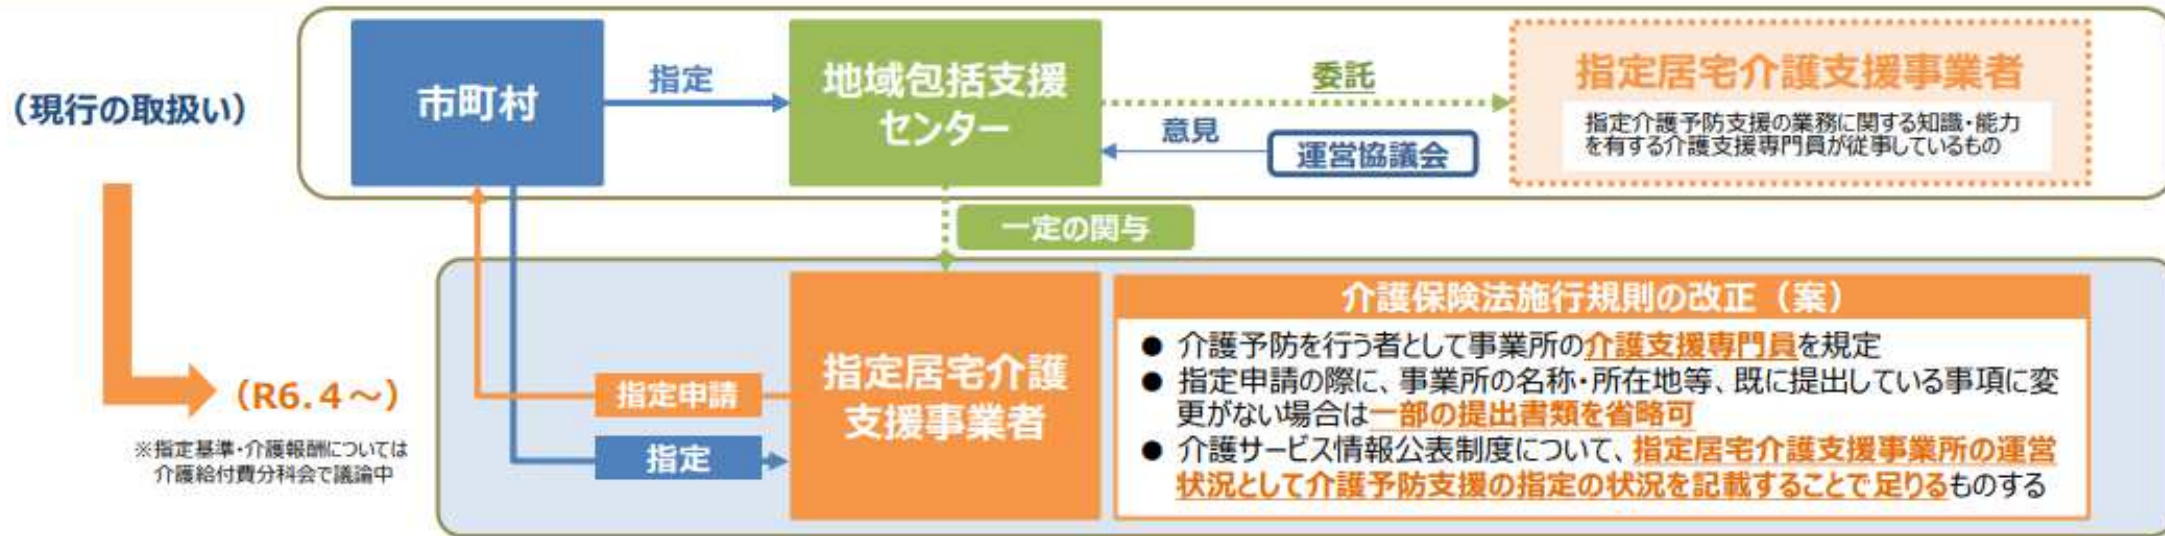 (現行の取扱い)
市町村
指定
地域包括支援
センター
委託
意見
運営協議会
指定居宅介護支援事業者
指定介護予防支援の業務に関する知識・能力
を有する介護支援専門員が従事しているもの
一定の関与
(R6.4~)
※指定基準・介護報酬については
介護給付費分科会で議論中
指定申請
指定
指定居宅介護
支援事業者
介護保険法施行規則の改正(案)
● 介護予防を行う者として事業所の介護支援専門員を規定
● 指定申請の際に、事業所の名称・所在地等、既に提出している事項に変
更がない場合は一部の提出書類を省略可
● 介護サービス情報公表制度について、指定居宅介護支援事業所の運営
状況として介護予防支援の指定の状況を記載することで足りるものする